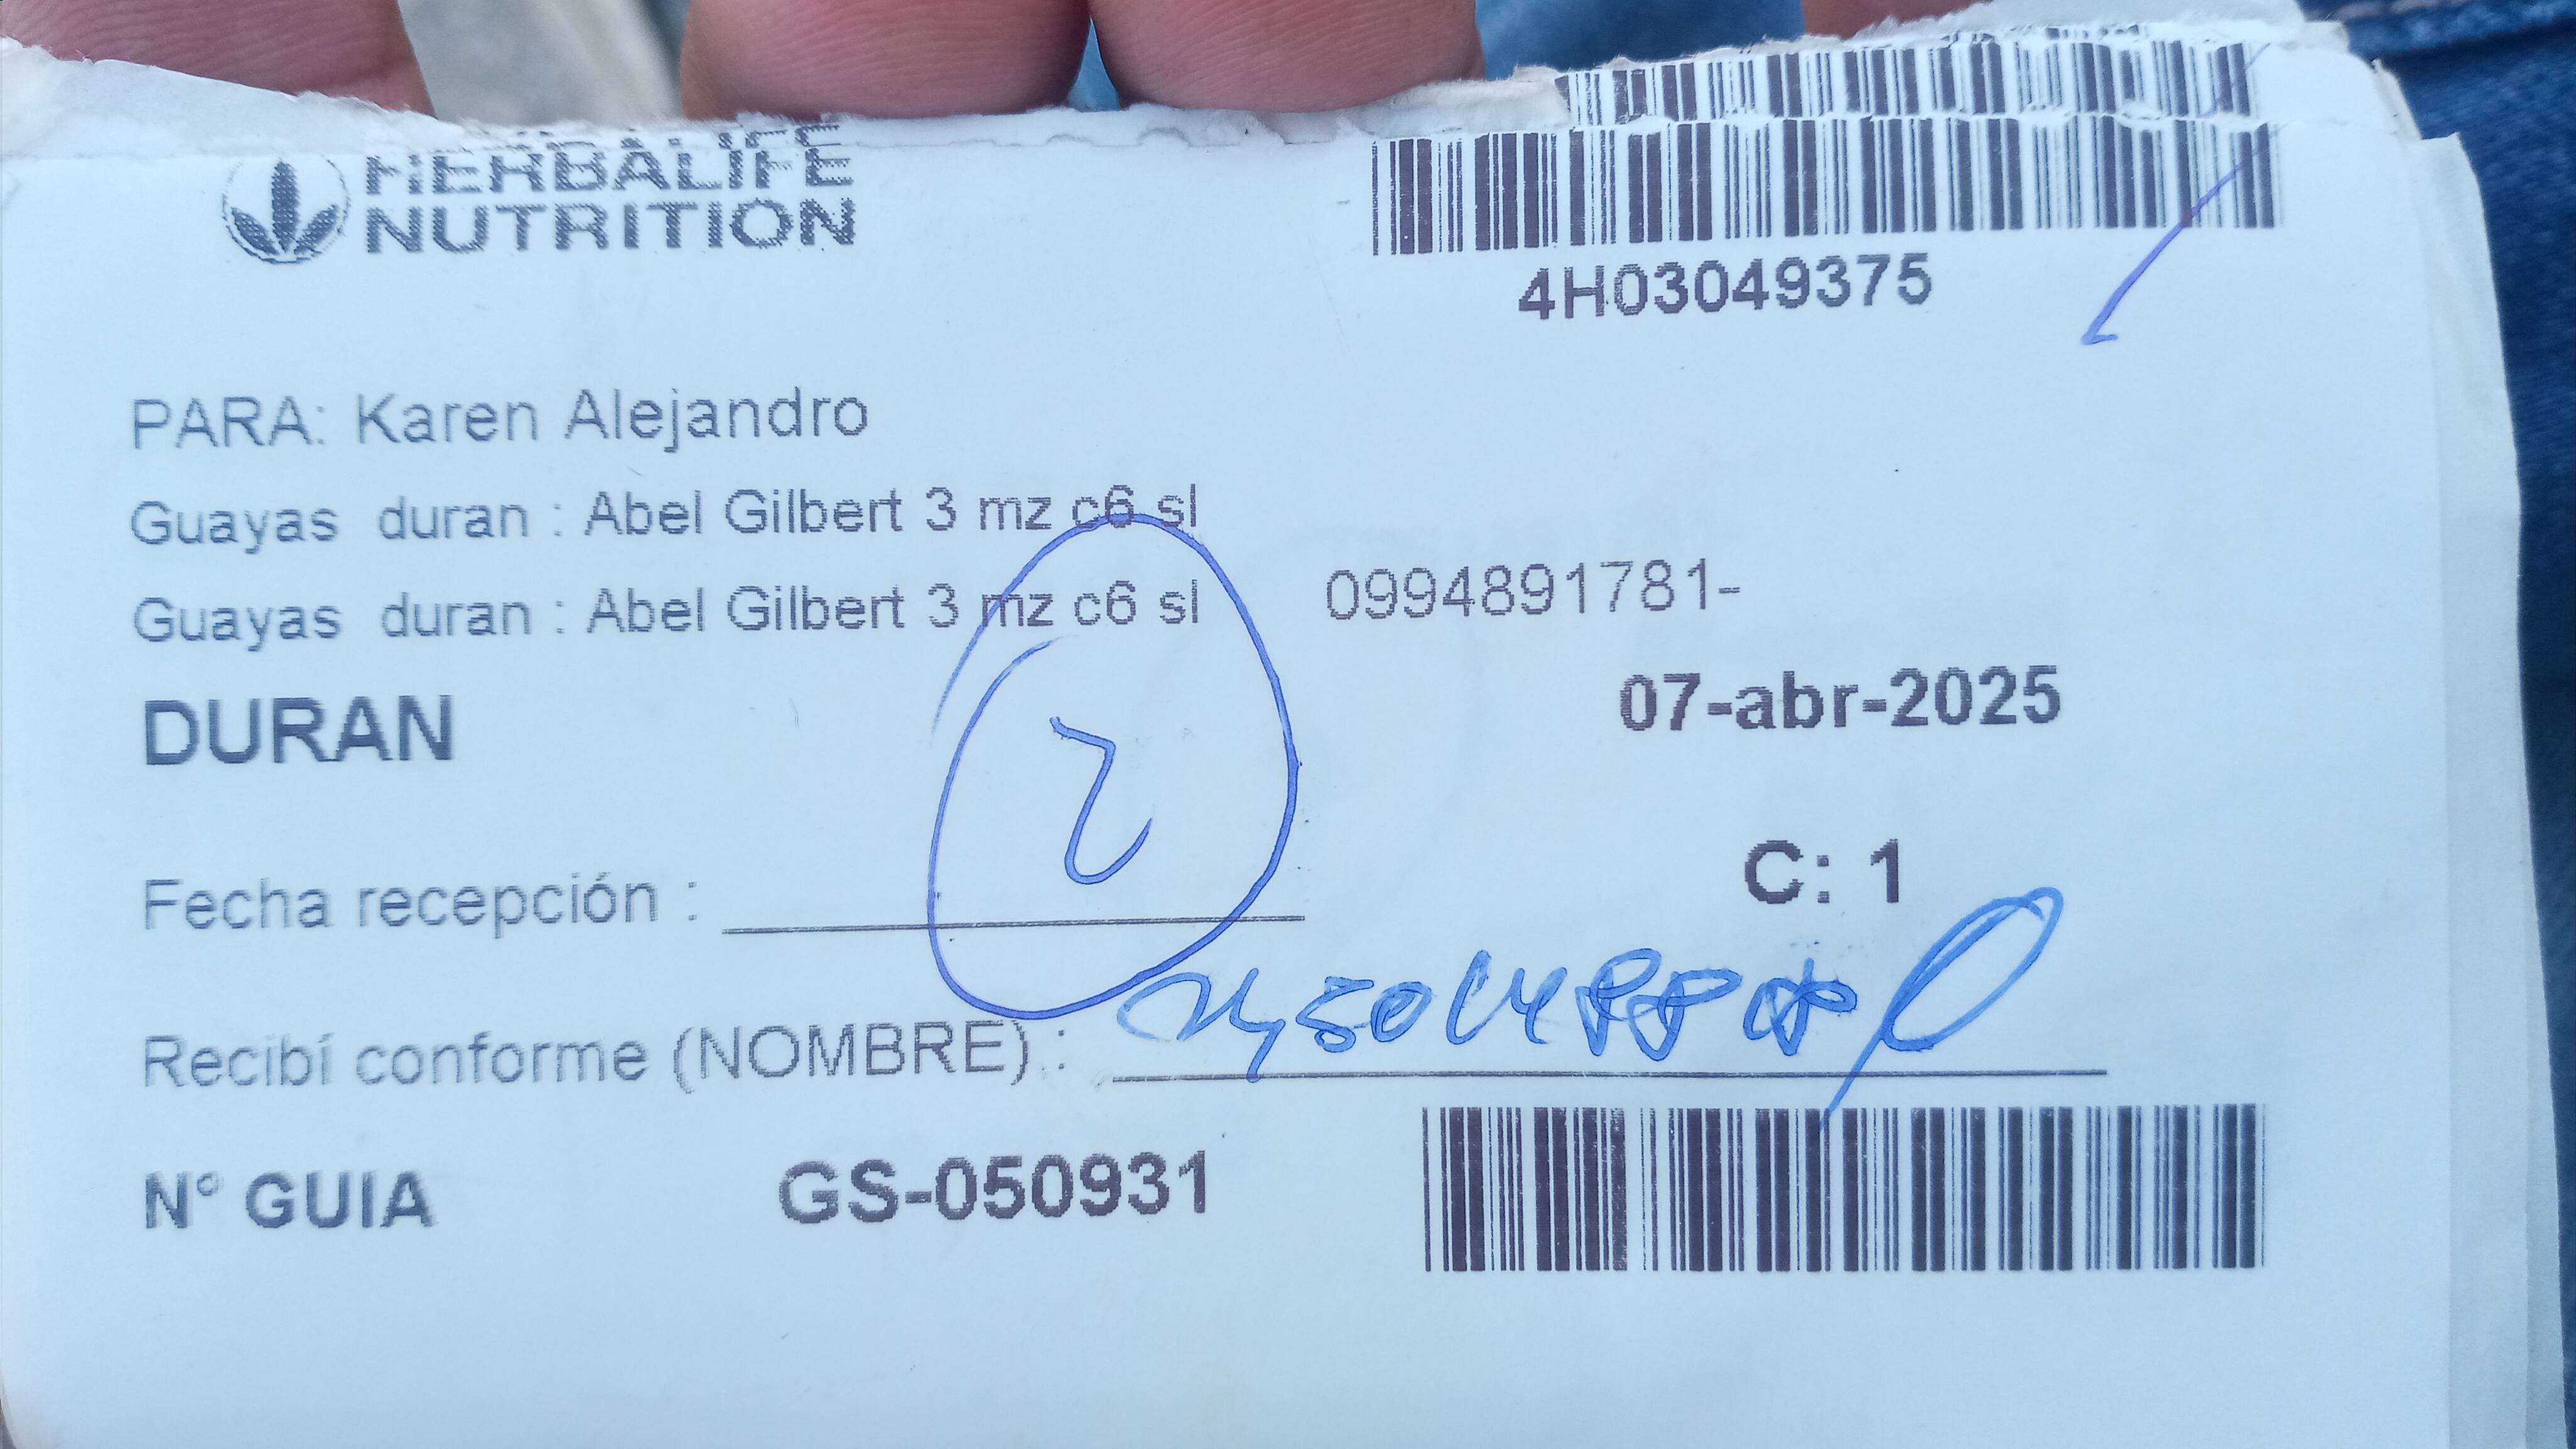 HERBALIFE
NUTRITION
4H03049375
PARA: Karen Alejandro
Guayas duran : Abel Gilbert 3 mz c6 sl
Guayas duran : Abel Gilbert 3 mz c6 sl 0994891781-
DURAN 07-abr-2025
2
C: 1
Fecha recepción :
Recibí conforme (NOMBRE) :
N° GUIA GS-050931